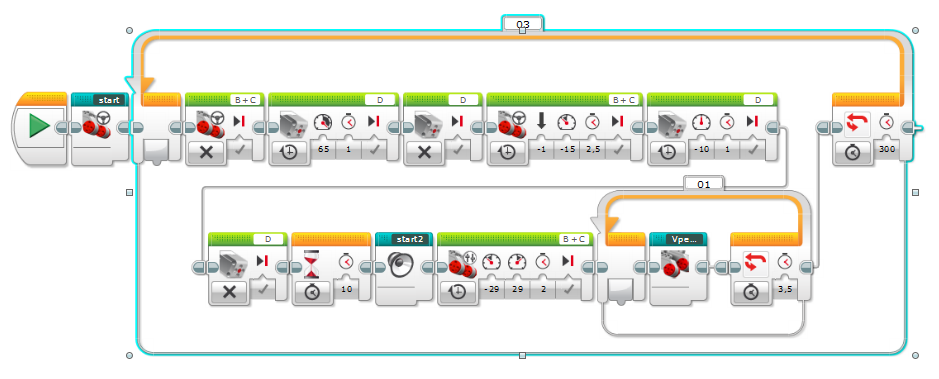 03
start
B + C
D
D
B + C
D
65 1
-1 -15 2,5
-10 1
300
01
D
start2
B + C
Vpe...
10
-29 29 2
3,5